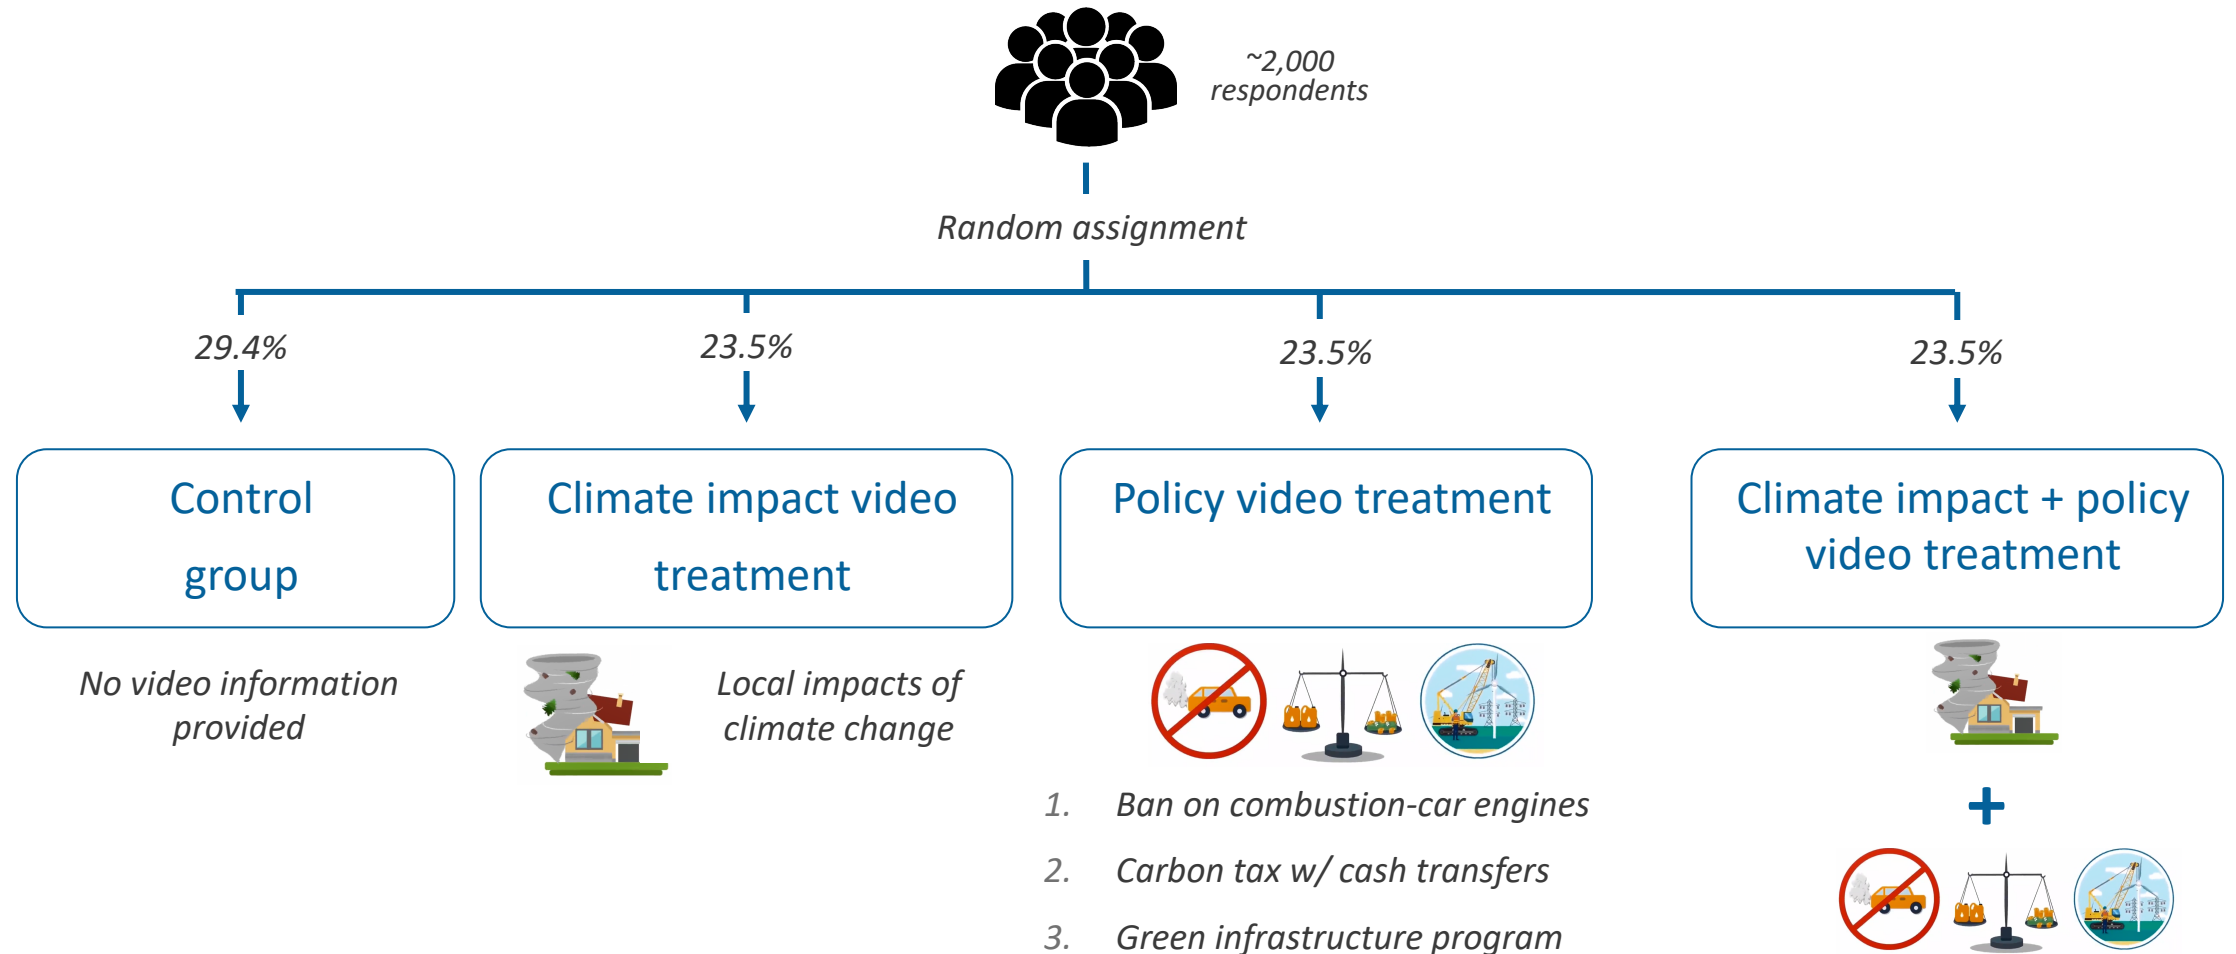 ~2,000
respondents
Random assignment
29.4%
23.5%
23.5%
23.5%
Control
group
Climate impact video
treatment
Policy video treatment
Climate impact + policy
video treatment
No video information
provided
Local impacts of
climate change
+
1. Ban on combustion-car engines
2. Carbon tax w/ cash transfers
3. Green infrastructure program